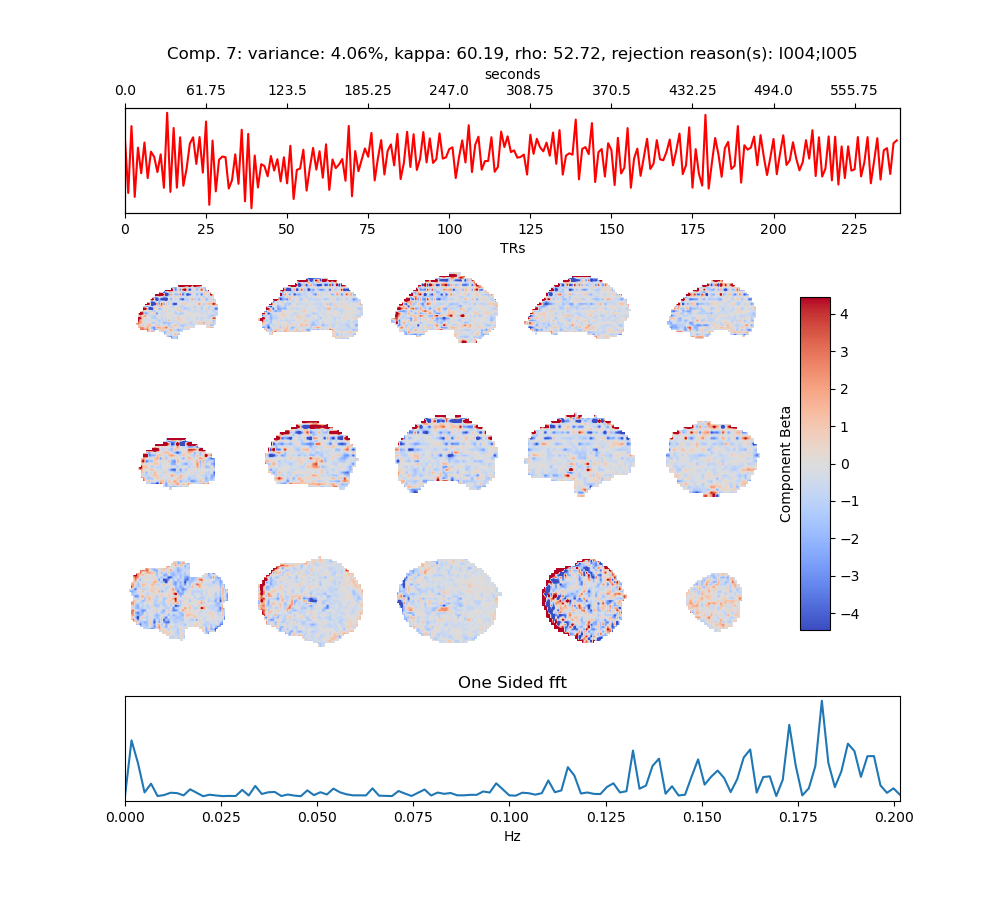 Comp. 7: variance: 4.06%, kappa: 60.19, rho: 52.72, rejection reason(s): I004;I005
seconds
0.0 61.75 123.5 185.25 247.0 308.75 370.5 432.25 494.0 555.75
0 25 50 75 100 125 150 175 200 225
TRs
4
3
2
1
0
−1
−2
−3
−4
Component Beta
One Sided fft
0.000 0.025 0.050 0.075 0.100 0.125 0.150 0.175 0.200
Hz